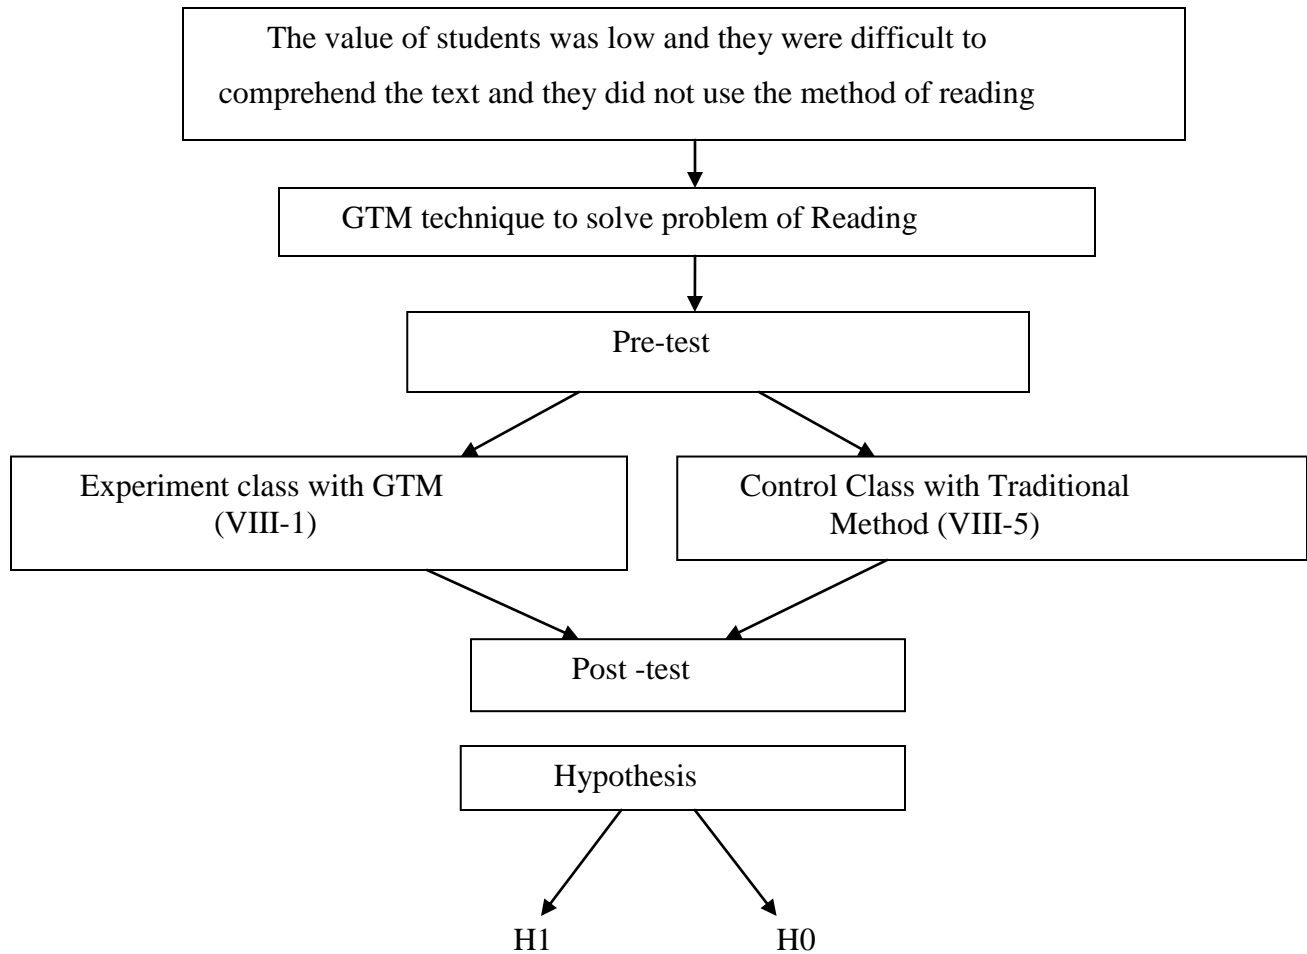 The value of students was low and they were difficult to
comprehend the text and they did not use the method of reading
GTM technique to solve problem of Reading
Pre-test
Experiment class with GTM
(VIII-1)
Control Class with Traditional
Method (VIII-5)
Post -test
Hypothesis
H1
H0